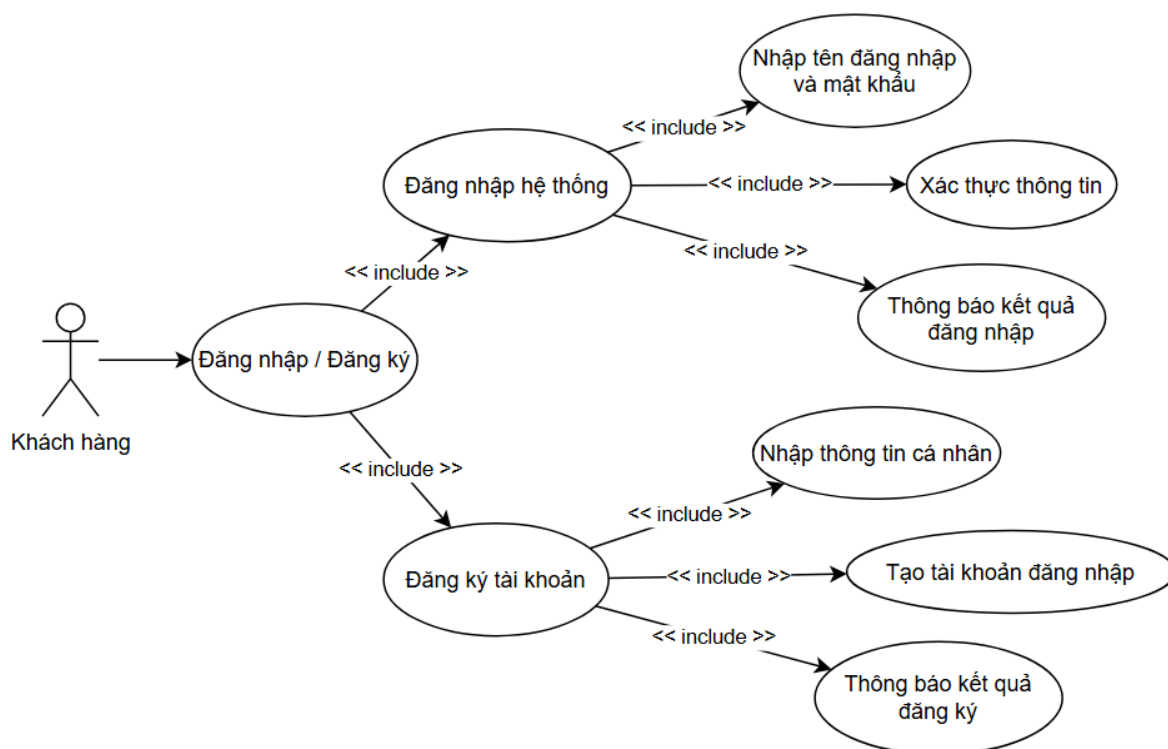 Nhập tên đăng nhập
và mật khẩu
<< include >>
Đăng nhập hệ thống
<< include >>
Xác thực thông tin
<< include >>
<< include >>
Thông báo kết quả
đăng nhập
Đăng nhập / Đăng ký
Khách hàng
<< include >>
Nhập thông tin cá nhân
<< include >>
Đăng ký tài khoản
<< include >>
Tạo tài khoản đăng nhập
<< include >>
Thông báo kết quả
đăng ký